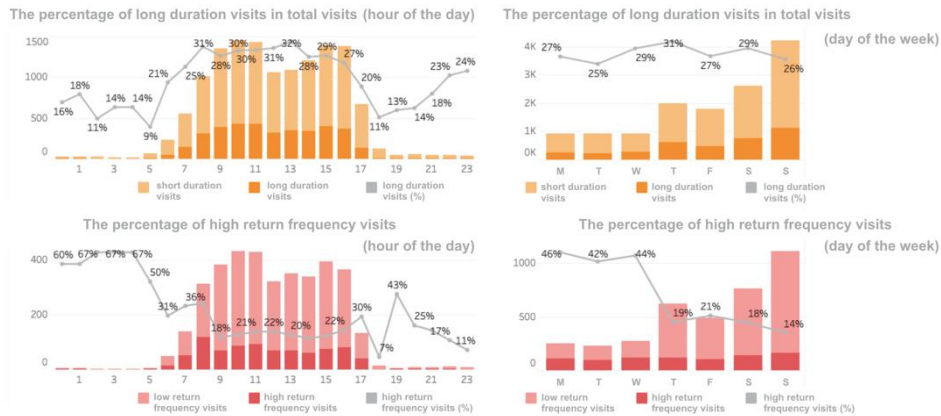 The percentage of long duration visits in total visits (hour of the day)
1500
1000
500
0
16%
18%
11%
14%
14%
9%
21%
25%
31%
28%
30%
30%
31%
32%
28%
29%
27%
20%
11%
13%
14%
18%
23%
24%
1 3 5 7 9 11 13 15 17 19 21 23
short duration visits
long duration visits
long duration visits (%)
The percentage of long duration visits in total visits
(day of the week)
4K
3K
2K
1K
0K
27%
25%
29%
31%
27%
29%
26%
M T W T F S S
short duration visits
long duration visits
long duration visits (%)
The percentage of high return frequency visits
(hour of the day)
400
200
0
60%
67%
67%
67%
50%
31%
36%
18%
21%
22%
20%
22%
30%
7%
43%
25%
17%
11%
1 3 5 7 9 11 13 15 17 19 21 23
low return frequency visits
high return frequency visits
high return frequency visits (%)
The percentage of high return frequency visits
(day of the week)
1000
500
0
46%
42%
44%
19%
21%
18%
14%
M T W T F S S
low return frequency visits
high return frequency visits
high return frequency visits (%)